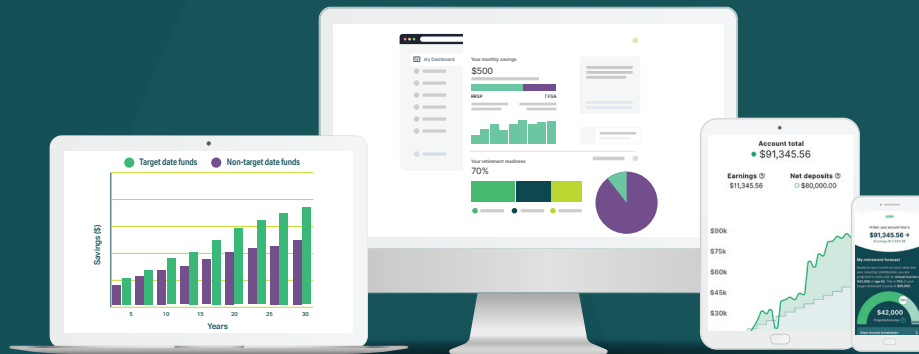 Target date funds
Non-target date funds
Savings ($)
5 10 15 20 25 30
Years
My Dashboard
Your monthly savings
$500
RRSP
TFSA
Your retirement readiness
70%
Account total
$91,345.56
Earnings
Net deposits
$11,345.56
$80,000.00
$90k
$75k
$60k
$45k
$30k
$91,345.56
My retirement forecast
$42,000
Projected income